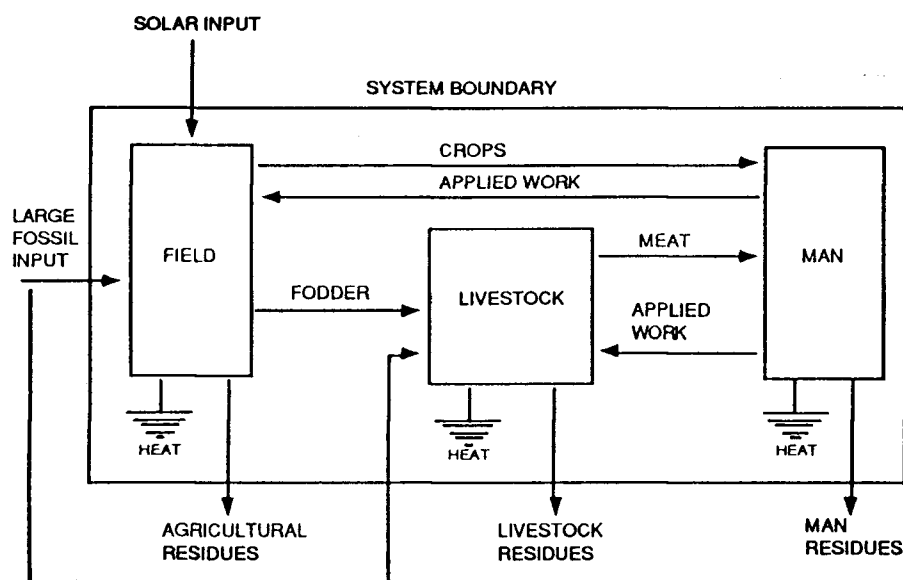 SOLAR INPUT
SYSTEM BOUNDARY
CROPS
APPLIED WORK
LARGE
FOSSIL
INPUT
FIELD
MEAT
MAN
FODDER
LIVESTOCK
APPLIED
WORK
HEAT
HEAT
HEAT
AGRICULTURAL
RESIDUES
LIVESTOCK
RESIDUES
MAN
RESIDUES